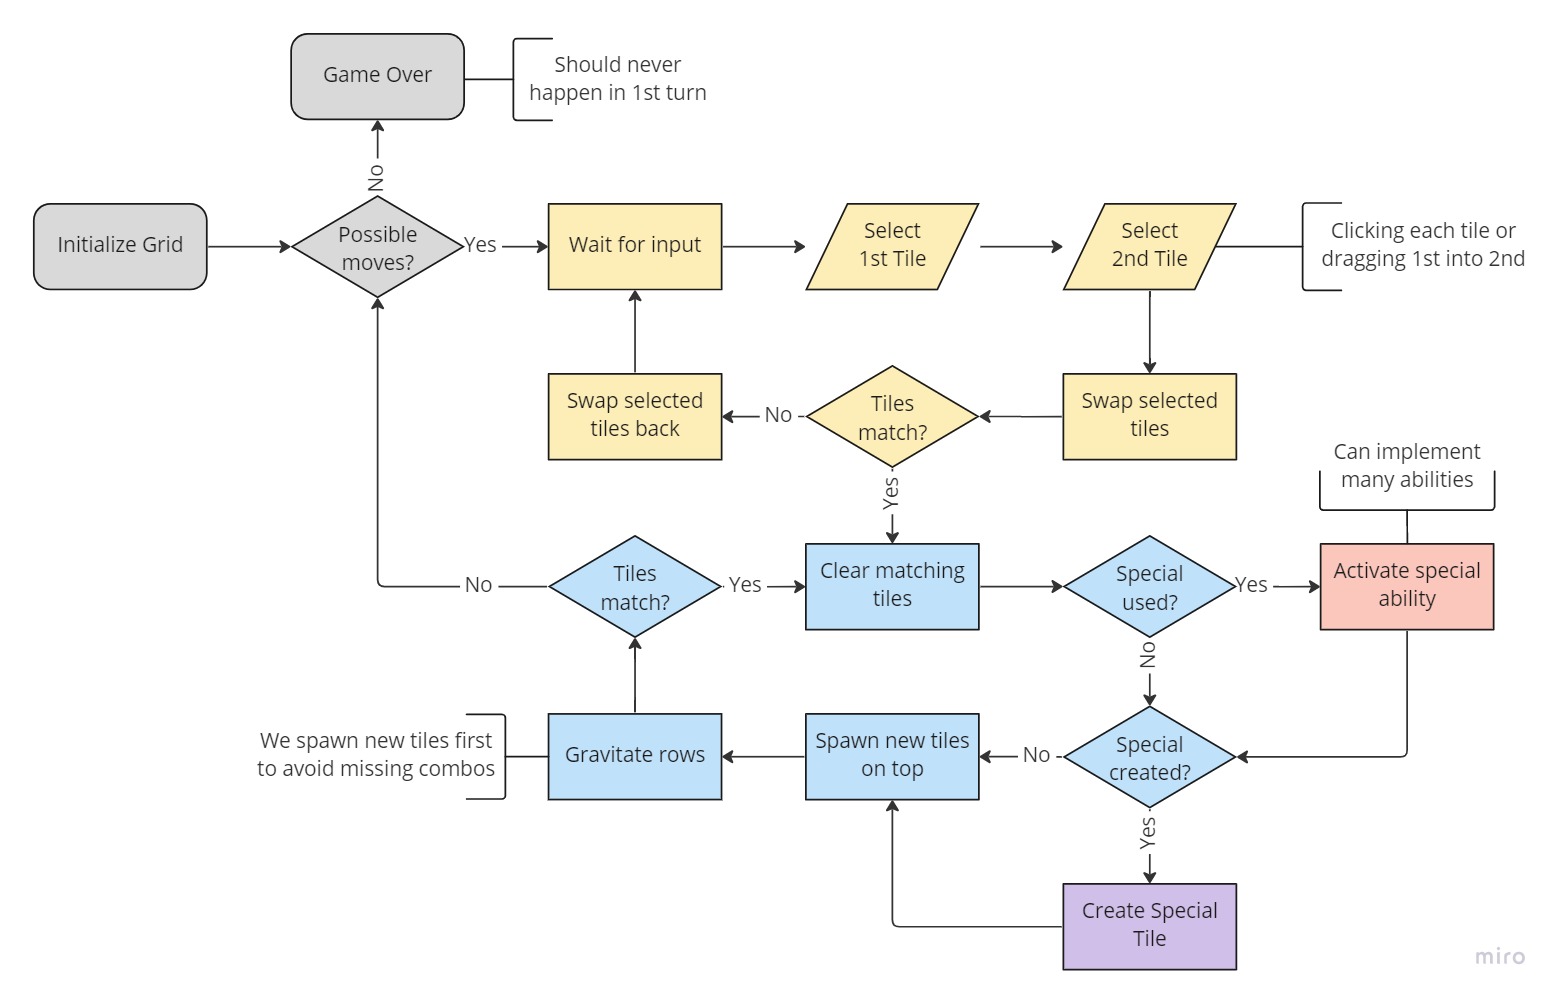 Game Over
Should never
happen in 1st turn
No
Initialize Grid
Possible
moves?
Yes
Wait for input
Select
1st Tile
Select
2nd Tile
Clicking each tile or
dragging 1st into 2nd
Swap selected
tiles back
No
Tiles
match?
Swap selected
tiles
Yes
Can implement
many abilities
No
Tiles
match?
Yes
Clear matching
tiles
Special
used?
Yes
Activate special
ability
No
We spawn new tiles first
to avoid missing combos
Gravitate rows
Spawn new tiles
on top
No
Special
created?
Yes
Create Special
Tile
miro